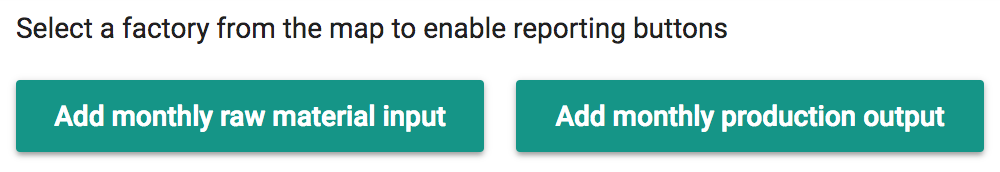 Select a factory from the map to enable reporting buttons
Add monthly raw material input
Add monthly production output